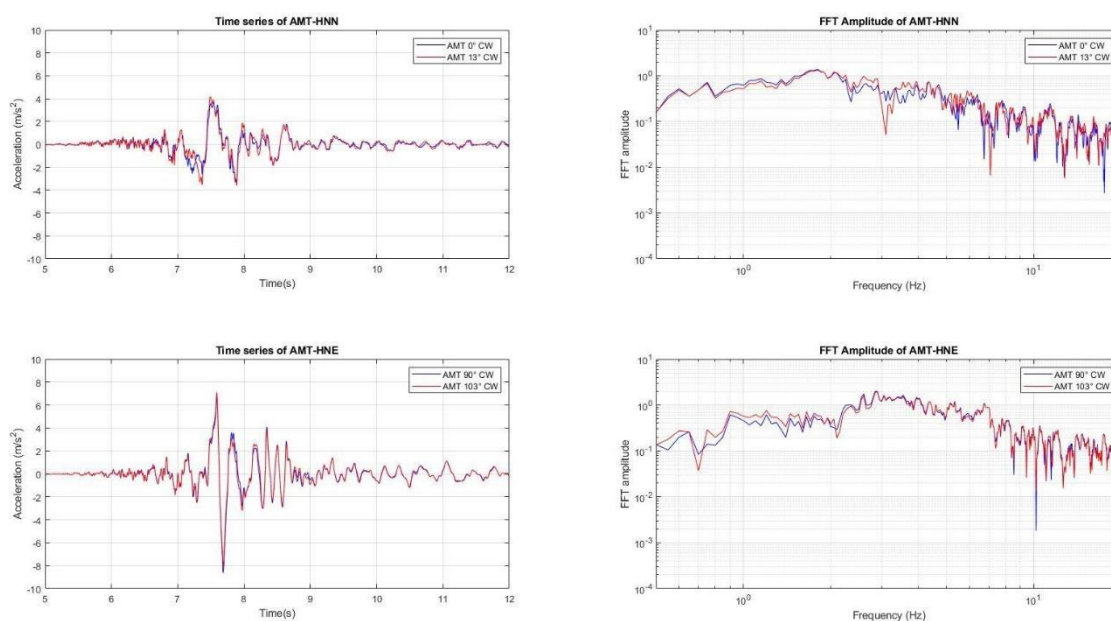 Time series of AMT-HNN
AMT 0° CW
AMT 13° CW
10
8
6
4
2
0
-2
-4
-6
-8
-10
Acceleration (m/s²)
5 6 7 8 9 10 11 12
Time(s)
FFT Amplitude of AMT-HNN
AMT 0° CW
AMT 13° CW
10¹
10⁰
10⁻¹
10⁻²
10⁻³
10⁻⁴
FFT amplitude
10⁰ 10¹
Frequency (Hz)
Time series of AMT-HNE
AMT 90° CW
AMT 103° CW
10
8
6
4
2
0
-2
-4
-6
-8
-10
Acceleration (m/s²)
5 6 7 8 9 10 11 12
Time(s)
FFT Amplitude of AMT-HNE
AMT 90° CW
AMT 103° CW
10¹
10⁰
10⁻¹
10⁻²
10⁻³
10⁻⁴
FFT amplitude
10⁰ 10¹
Frequency (Hz)